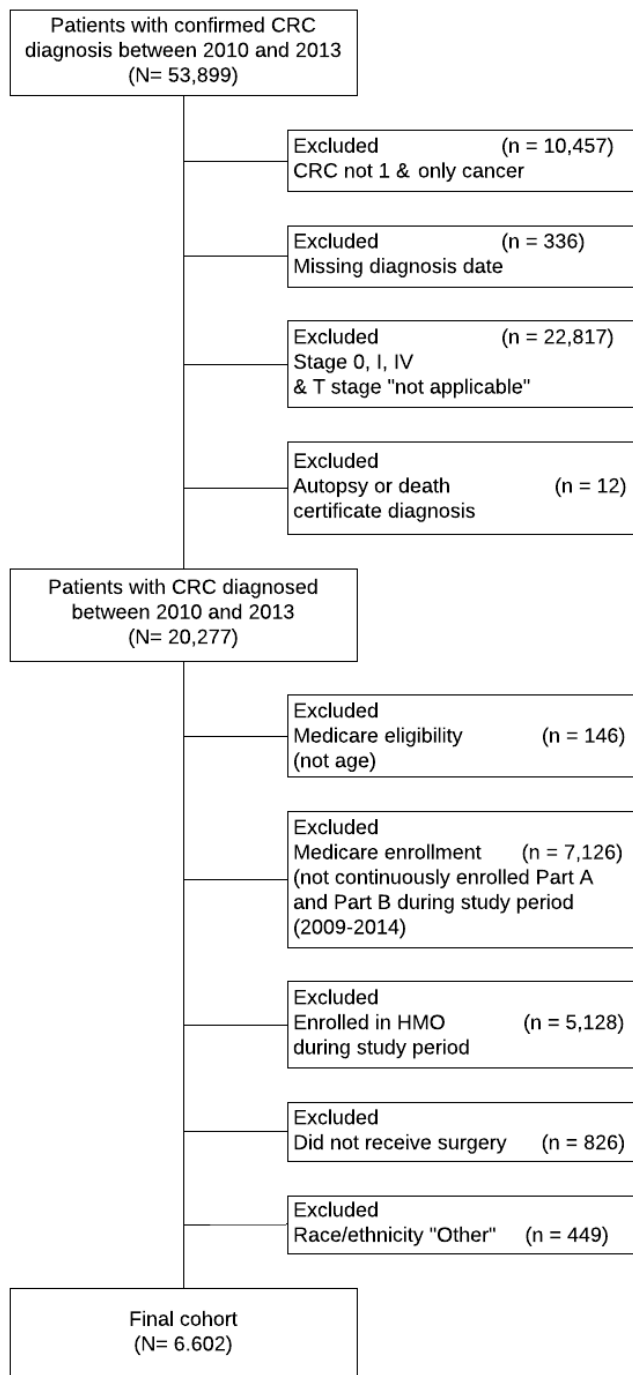 Patients with confirmed CRC
diagnosis between 2010 and 2013
(N= 53,899)
Excluded (n = 10,457)
CRC not 1 & only cancer
Excluded (n = 336)
Missing diagnosis date
Excluded (n = 22,817)
Stage 0, I, IV
& T stage "not applicable"
Excluded
Autopsy or death (n = 12)
certificate diagnosis
Patients with CRC diagnosed
between 2010 and 2013
(N= 20,277)
Excluded
Medicare eligibility (n = 146)
(not age)
Excluded
Medicare enrollment (n = 7,126)
(not continuously enrolled Part A
and Part B during study period
(2009-2014)
Excluded
Enrolled in HMO (n = 5,128)
during study period
Excluded
Did not receive surgery (n = 826)
Excluded
Race/ethnicity "Other" (n = 449)
Final cohort
(N= 6.602)